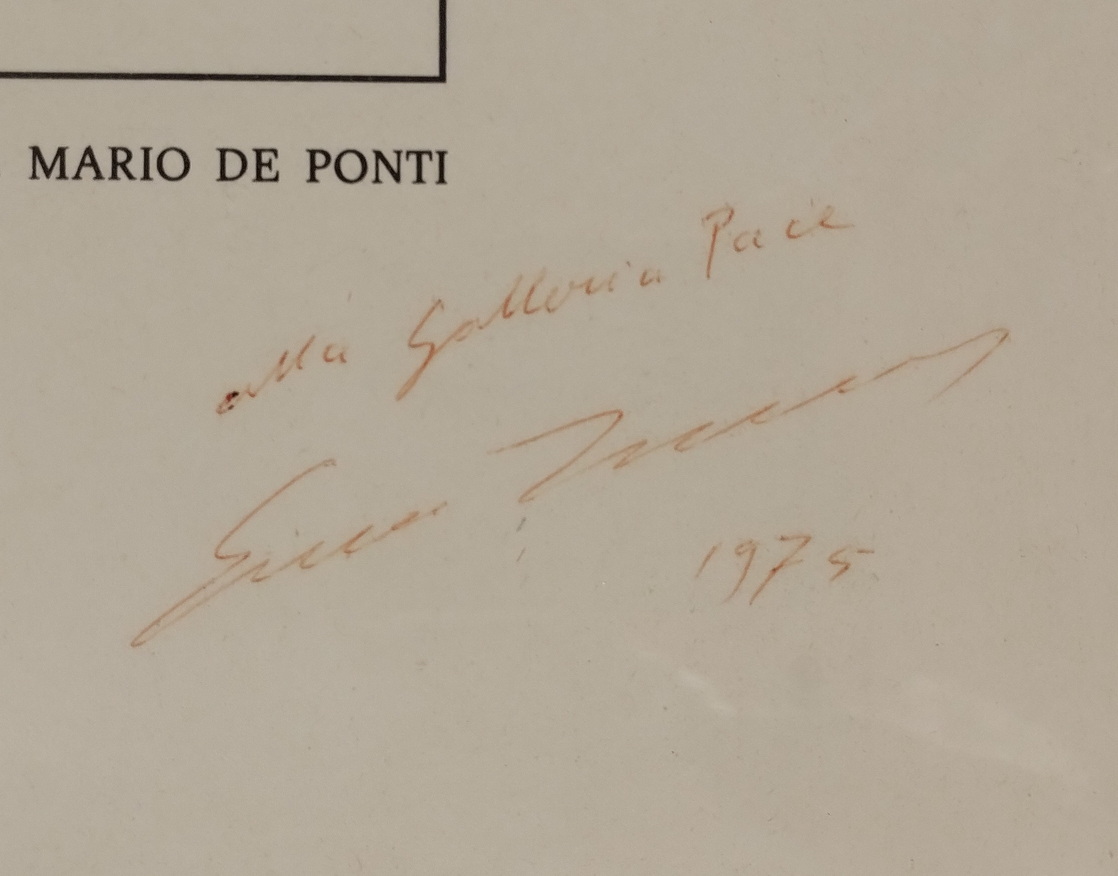 MARIO DE PONTI
alla Galleria Pace
1975